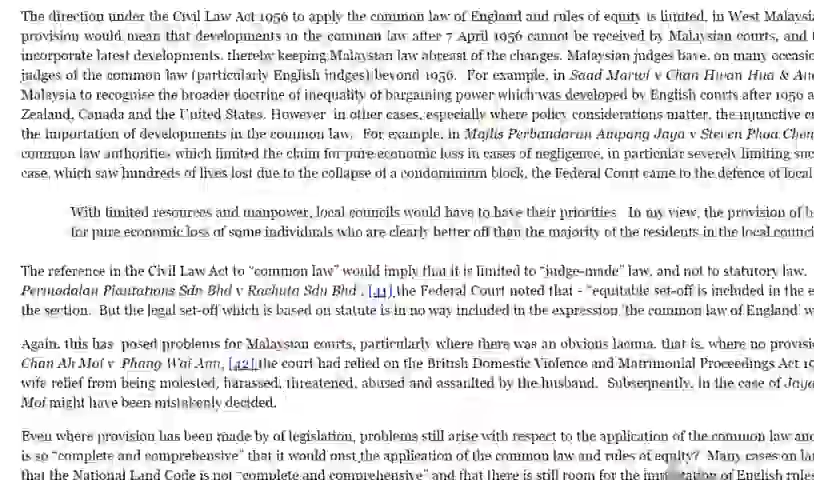 The direction under the Civil Law Act 1956 to apply the common law of England and rules of equity is limited, in West Malaysia
provision would mean that developments in the common law after 7 April 1956 cannot be received by Malaysian courts, and
incorporate latest developments, thereby keeping Malaysian law abreast of the changes. Malaysian judges have, on many
judges of the common law (particularly English judges) beyond 1956. For example, in Saad Marwi v Chan Hwan Hua &
Malaysia to recognise the broader doctrine of inequality of bargaining power which was developed by English courts after 1956
Zealand, Canada and the United States. However in other cases, especially where policy considerations matter, the injunctive
the importation of developments in the common law. For example, in Majlis Perbandaran Ampang Jaya v Steven Phoa
common law authorities which limited the claim for pure economic loss in cases of negligence, in particular severely limiting
case, which saw hundreds of lives lost due to the collapse of a condominium block, the Federal Court came to the defence of local
With limited resources and manpower, local councils would have to have their priorities. In my view, the provision of
for pure economic loss of some individuals who are clearly better off than the majority of the residents in the local
The reference in the Civil Law Act to "common law" would imply that it is limited to "judge-made" law, and not to statutory law.
Permodalan Plantations Sdn Bhd v Rachuta Sdn Bhd , [41] the Federal Court noted that - "equitable set-off is included in the
the section. But the legal set-off which is based on statute is in no way included in the expression 'the common law of England'
Again, this has posed problems for Malaysian courts, particularly where there was an obvious lacuna, that is, where no
Chan Ah Moi v Phang Wai Ann, [42] the court had relied on the British Domestic Violence and Matrimonial Proceedings Act
wife relief from being molested, harassed, threatened, abused and assaulted by the husband. Subsequently, in the case of
Moi might have been mistakenly decided.
Even where provision has been made by of legislation, problems still arise with respect to the application of the common law and
is so "complete and comprehensive" that it would oust the application of the common law and rules of equity? Many cases on
that the National Land Code is not "complete and comprehensive" and that there is still room for the of English